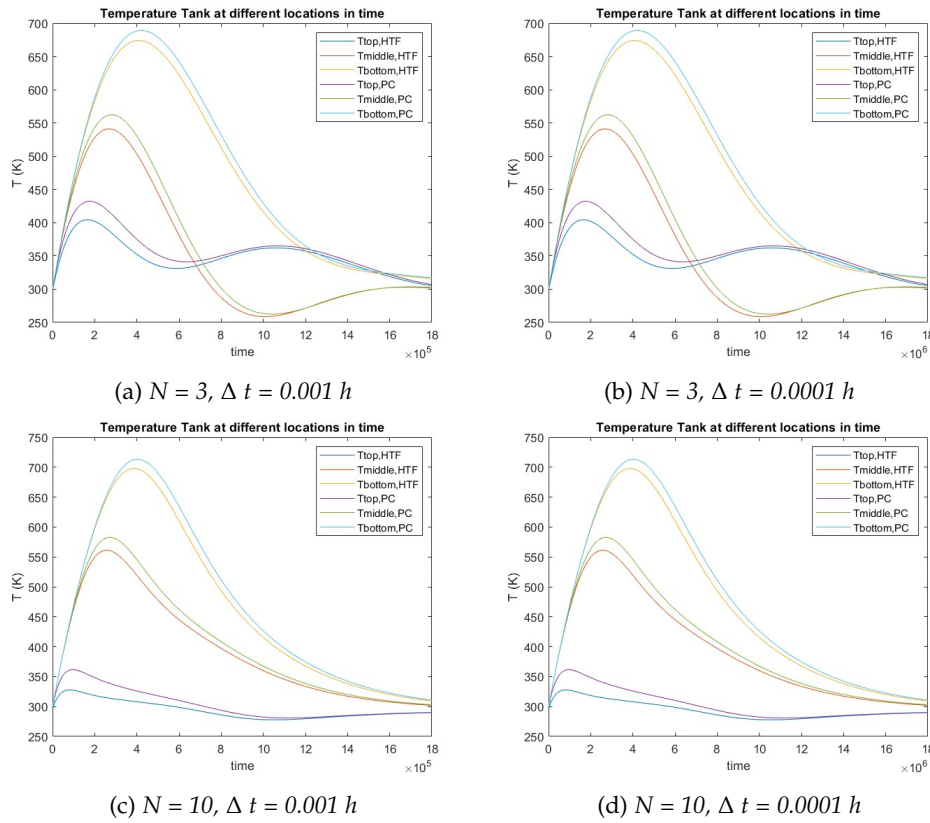 Temperature Tank at different locations in time
700
650
600
550
500
450
400
350
300
250
T (K)
Ttop,HTF
Tmiddle,HTF
Tbottom,HTF
Ttop,PC
Tmiddle,PC
Tbottom,PC
0 2 4 6 8 10 12 14 16 18
time
×10⁵
(a) N = 3, Δ t = 0.001 h
Temperature Tank at different locations in time
700
650
600
550
500
450
400
350
300
250
T (K)
Ttop,HTF
Tmiddle,HTF
Tbottom,HTF
Ttop,PC
Tmiddle,PC
Tbottom,PC
0 2 4 6 8 10 12 14 16 18
time
×10⁶
(b) N = 3, Δ t = 0.0001 h
Temperature Tank at different locations in time
750
700
650
600
550
500
450
400
350
300
250
T (K)
Ttop,HTF
Tmiddle,HTF
Tbottom,HTF
Ttop,PC
Tmiddle,PC
Tbottom,PC
0 2 4 6 8 10 12 14 16 18
time
×10⁵
(c) N = 10, Δ t = 0.001 h
Temperature Tank at different locations in time
750
700
650
600
550
500
450
400
350
300
250
T (K)
Ttop,HTF
Tmiddle,HTF
Tbottom,HTF
Ttop,PC
Tmiddle,PC
Tbottom,PC
0 2 4 6 8 10 12 14 16 18
time
×10⁶
(d) N = 10, Δ t = 0.0001 h